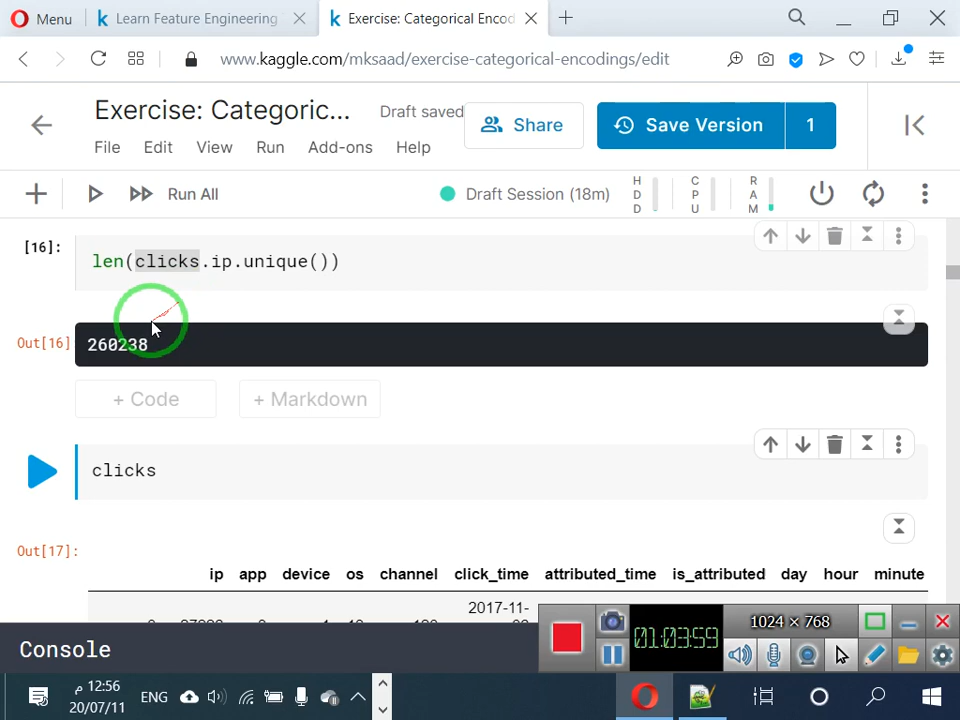 Menu
Learn Feature Engineering
Exercise: Categorical Encod
www.kaggle.com/mksaad/exercise-categorical-encodings/edit
Exercise: Categoric...
Draft saved
Share
Save Version
1
File Edit View Run Add-ons Help
Run All
Draft Session (18m)
HDD
CPU
RAM
[16]:
len(clicks.ip.unique())
Out[16]
260238
+ Code
+ Markdown
clicks
Out[17]:
ip app device os channel click_time attributed_time is_attributed day hour minute
2017-11-
Console
01:03:59
1024 × 768
12:56 م
ENG
20/07/11